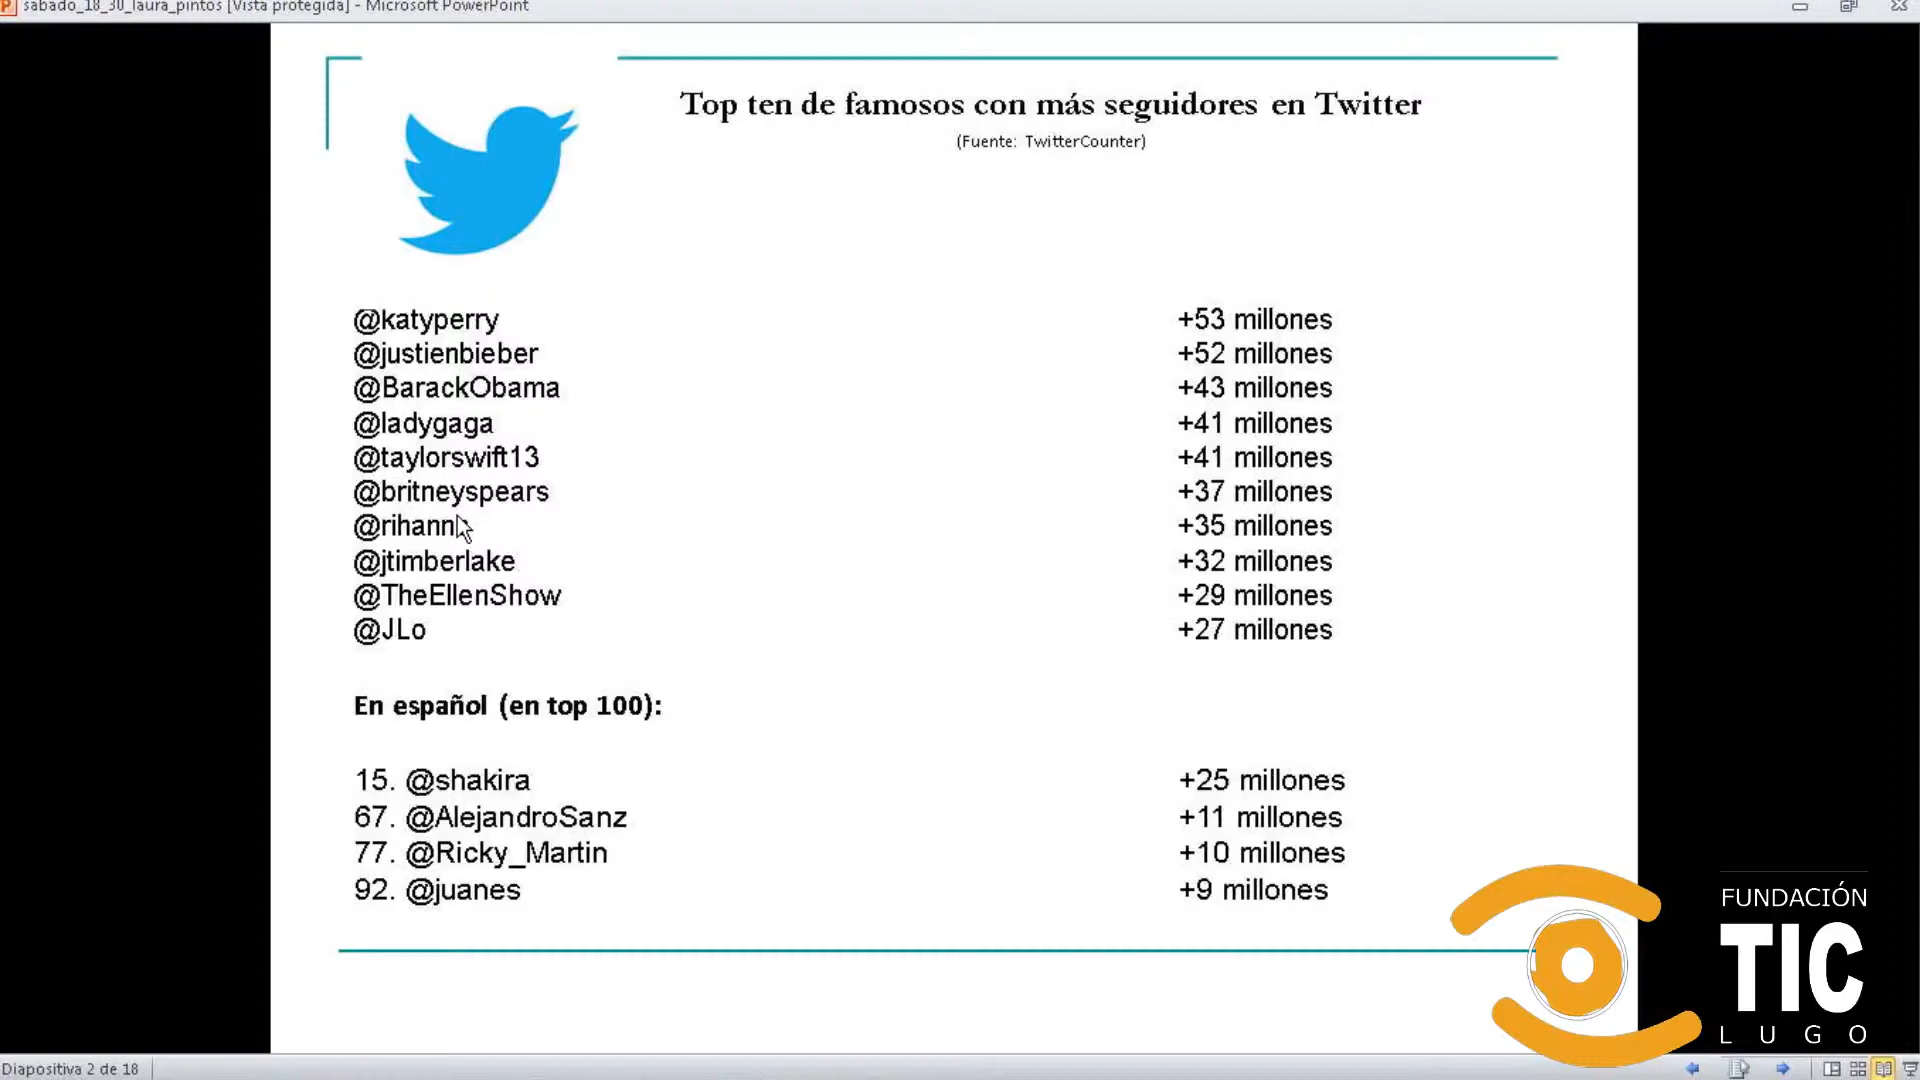 sabado_18_30_laura_pintos [Vista protegida] - Microsoft PowerPoint
Top ten de famosos con más seguidores en Twitter
(Fuente: TwitterCounter)
@katyperry +53 millones
@justienbieber +52 millones
@BarackObama +43 millones
@ladygaga +41 millones
@taylorswift13 +41 millones
@britneyspears +37 millones
@rihanna +35 millones
@jtimberlake +32 millones
@TheEllenShow +29 millones
@JLo +27 millones
En español (en top 100):
15. @shakira +25 millones
67. @AlejandroSanz +11 millones
77. @Ricky_Martin +10 millones
92. @juanes +9 millones
FUNDACIÓN
TIC
LUGO
Diapositiva 2 de 18